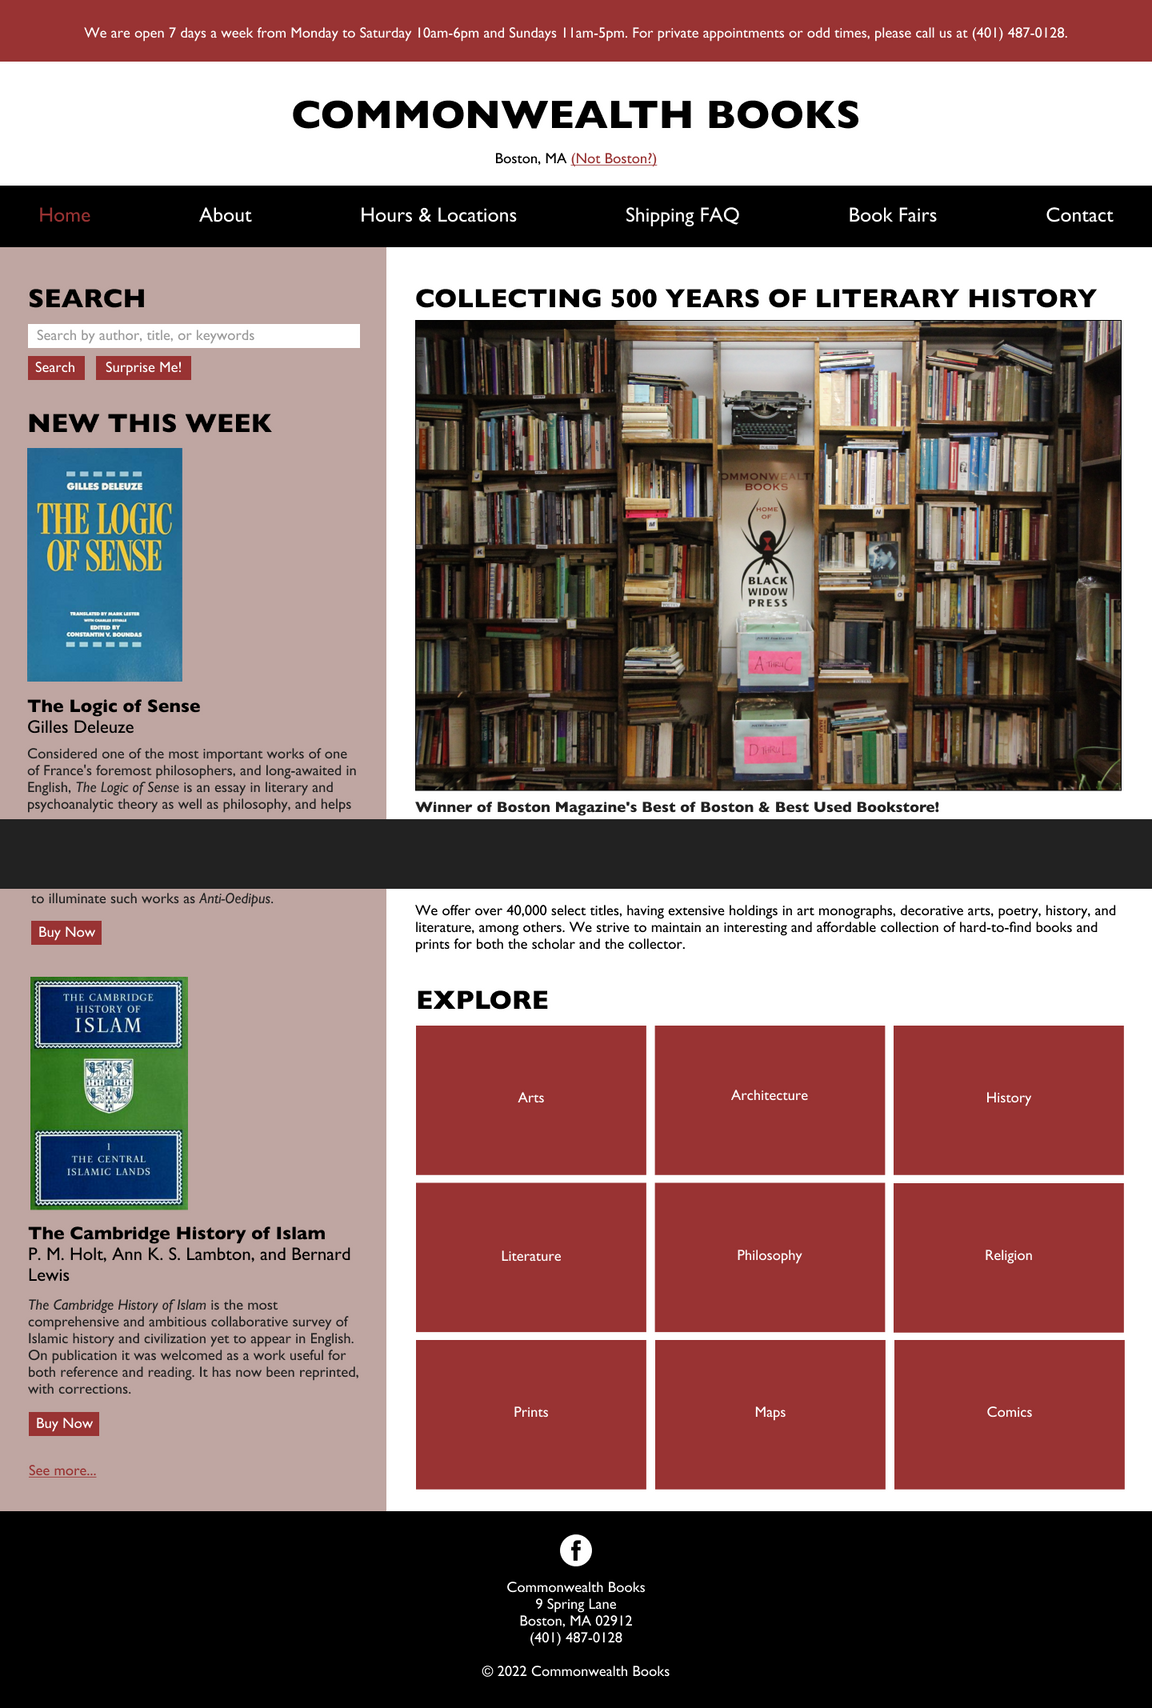 We are open 7 days a week from Monday to Saturday 10am-6pm and Sundays 11am-5pm. For private appointments or odd times, please call us at (401) 487-0128.
COMMONWEALTH BOOKS
Boston, MA (Not Boston?)
Home
About
Hours & Locations
Shipping FAQ
Book Fairs
Contact
SEARCH
Search by author, title, or keywords
Search
Surprise Me!
NEW THIS WEEK
GILLES DELEUZE
THE LOGIC
OF SENSE
TRANSLATED BY MARK LESTER
WITH CHARLES STIVALE
EDITED BY
CONSTANTIN V. BOUNDAS
The Logic of Sense
Gilles Deleuze
Considered one of the most important works of one
of France's foremost philosophers, and long-awaited in
English, The Logic of Sense is an essay in literary and
psychoanalytic theory as well as philosophy, and helps
COLLECTING 500 YEARS OF LITERARY HISTORY
OMMONWEALT
BOOKS
HOME
OF
BLACK
WIDOW
PRESS
A THRU C
D THRU L
J
K
M
N
O
Winner of Boston Magazine's Best of Boston & Best Used Bookstore!
to illuminate such works as Anti-Oedipus.
Buy Now
THE CAMBRIDGE
HISTORY OF
ISLAM
1
THE CENTRAL
ISLAMIC LANDS
The Cambridge History of Islam
P. M. Holt, Ann K. S. Lambton, and Bernard
Lewis
The Cambridge History of Islam is the most
comprehensive and ambitious collaborative survey of
Islamic history and civilization yet to appear in English.
On publication it was welcomed as a work useful for
both reference and reading. It has now been reprinted,
with corrections.
Buy Now
See more...
We offer over 40,000 select titles, having extensive holdings in art monographs, decorative arts, poetry, history, and
literature, among others. We strive to maintain an interesting and affordable collection of hard-to-find books and
prints for both the scholar and the collector.
EXPLORE
Arts
Architecture
History
Literature
Philosophy
Religion
Prints
Maps
Comics
Commonwealth Books
9 Spring Lane
Boston, MA 02912
(401) 487-0128
© 2022 Commonwealth Books